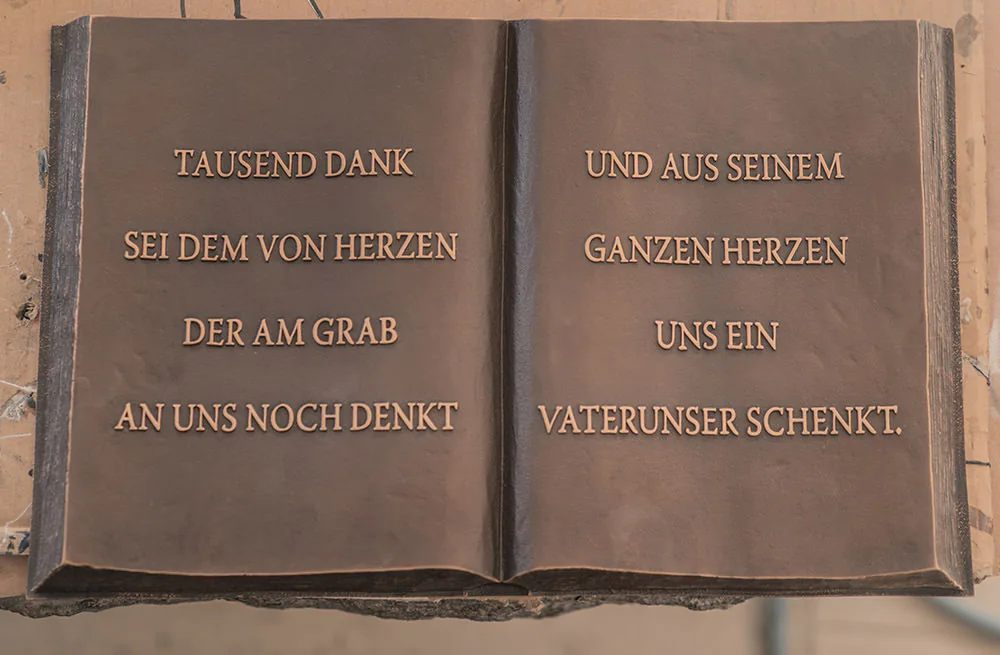 TAUSEND DANK
SEI DEM VON HERZEN
DER AM GRAB
AN UNS NOCH DENKT
UND AUS SEINEM
GANZEN HERZEN
UNS EIN
VATERUNSER SCHENKT.